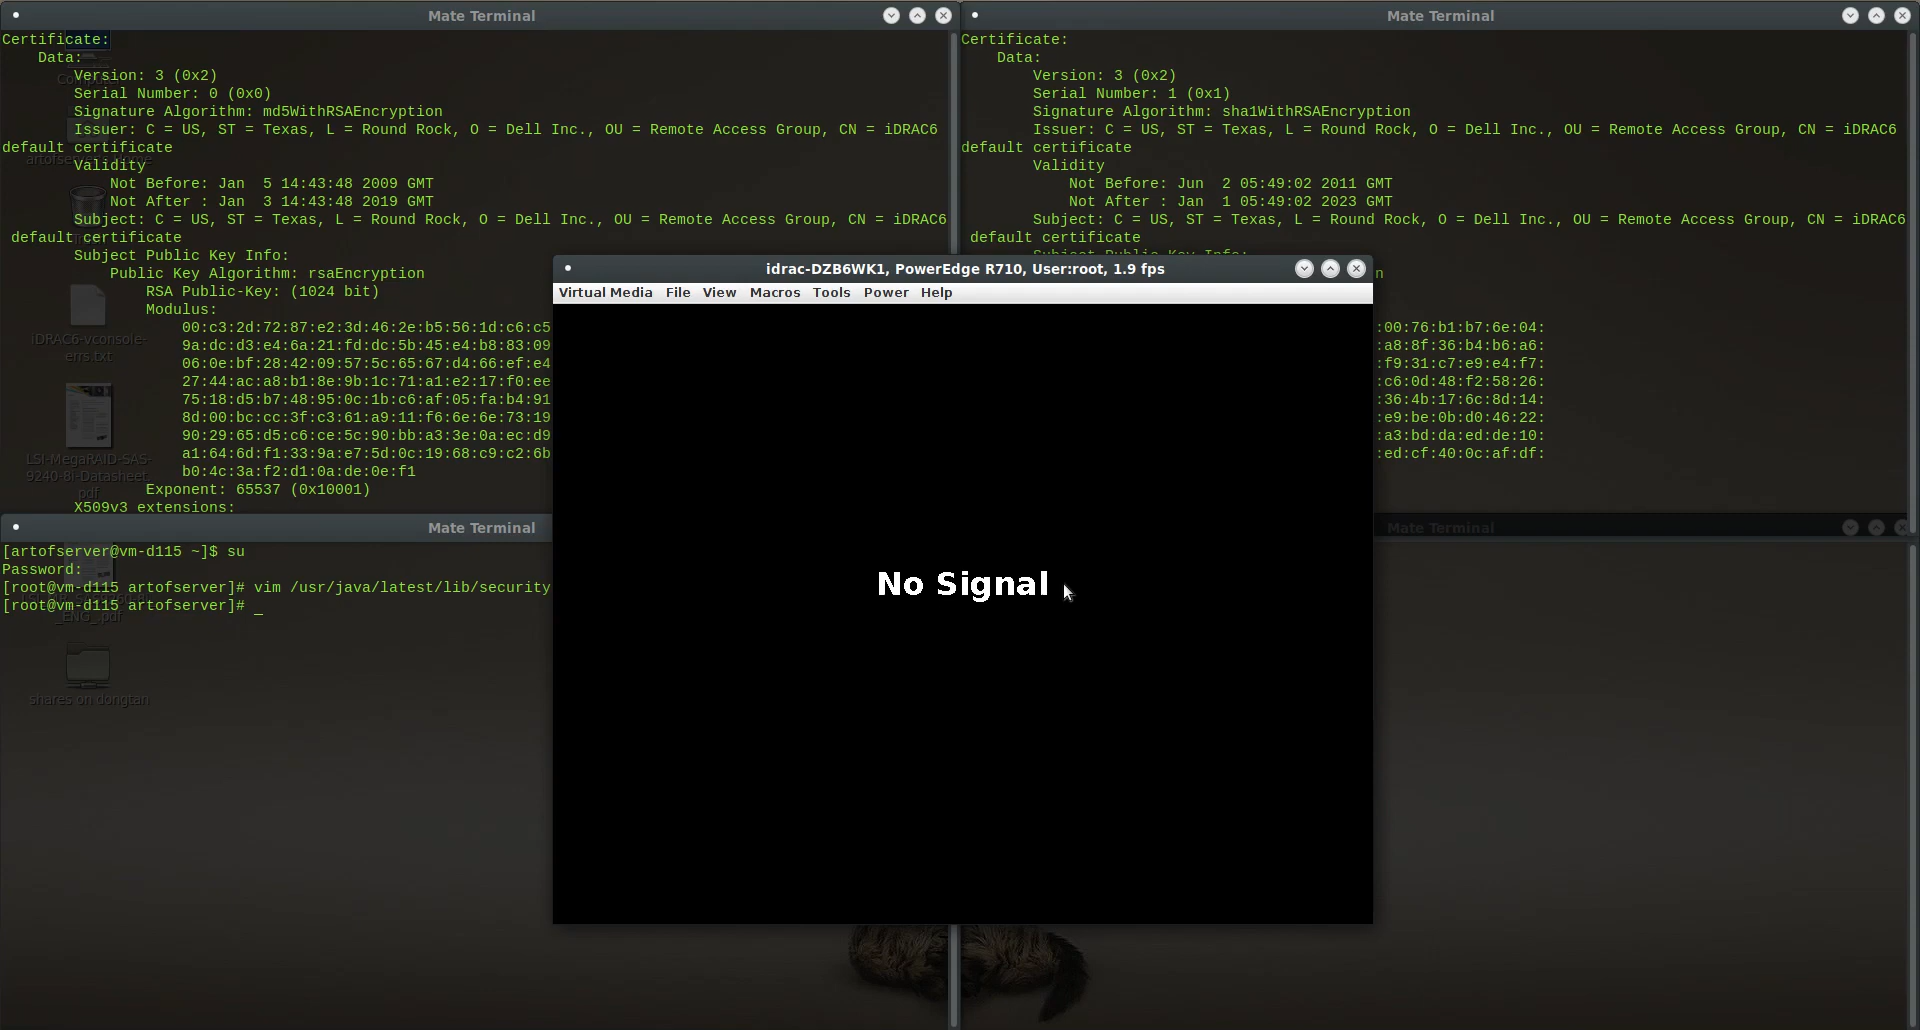 Mate Terminal
Certificate:
    Data:
        Version: 3 (0x2)
        Serial Number: 0 (0x0)
        Signature Algorithm: md5WithRSAEncryption
        Issuer: C = US, ST = Texas, L = Round Rock, O = Dell Inc., OU = Remote Access Group, CN = iDRAC6
default certificate
        Validity
            Not Before: Jan  5 14:43:48 2009 GMT
            Not After : Jan  3 14:43:48 2019 GMT
        Subject: C = US, ST = Texas, L = Round Rock, O = Dell Inc., OU = Remote Access Group, CN = iDRAC6
 default certificate
        Subject Public Key Info:
            Public Key Algorithm: rsaEncryption
                RSA Public-Key: (1024 bit)
                Modulus:
                    00:c3:2d:72:87:e2:3d:46:2e:b5:56:1d:c6:c5
                    9a:dc:d3:e4:6a:21:fd:dc:5b:45:e4:b8:83:09
                    06:0e:bf:28:42:09:57:5c:65:67:d4:66:ef:e4
                    27:44:ac:a8:b1:8e:9b:1c:71:a1:e2:17:f0:ee
                    75:18:d5:b7:48:95:0c:1b:c6:af:05:fa:b4:91
                    8d:00:bc:cc:3f:c3:61:a9:11:f6:6e:6e:73:19
                    90:29:65:d5:c6:ce:5c:90:bb:a3:3e:0a:ec:d9
                    a1:64:6d:f1:33:9a:e7:5d:0c:19:68:c9:c2:6b
                    b0:4c:3a:f2:d1:0a:de:0e:f1
                Exponent: 65537 (0x10001)
        X509v3 extensions:
Mate Terminal
Certificate:
    Data:
        Version: 3 (0x2)
        Serial Number: 1 (0x1)
        Signature Algorithm: sha1WithRSAEncryption
        Issuer: C = US, ST = Texas, L = Round Rock, O = Dell Inc., OU = Remote Access Group, CN = iDRAC6
default certificate
        Validity
            Not Before: Jun  2 05:49:02 2011 GMT
            Not After : Jan  1 05:49:02 2023 GMT
        Subject: C = US, ST = Texas, L = Round Rock, O = Dell Inc., OU = Remote Access Group, CN = iDRAC6
 default certificate
        Subject Public Key Info:
n
:00:76:b1:b7:6e:04:
:a8:8f:36:b4:b6:a6:
:f9:31:c7:e9:e4:f7:
:c6:0d:48:f2:58:26:
:36:4b:17:6c:8d:14:
:e9:be:0b:d0:46:22:
:a3:bd:da:ed:de:10:
:ed:cf:40:0c:af:df:
idrac-DZB6WK1, PowerEdge R710, User:root, 1.9 fps
Virtual Media File View Macros Tools Power Help
No Signal
Mate Terminal
[artofserver@vm-d115 ~]$ su
Password:
[root@vm-d115 artofserver]# vim /usr/java/latest/lib/security
[root@vm-d115 artofserver]# _
Mate Terminal
iDRAC6-vconsole-
errs.txt
LSI-MegaRAID-SAS-
9240-8i-Datasheet.
pdf
_ENG_.pdf
shares on dongtan